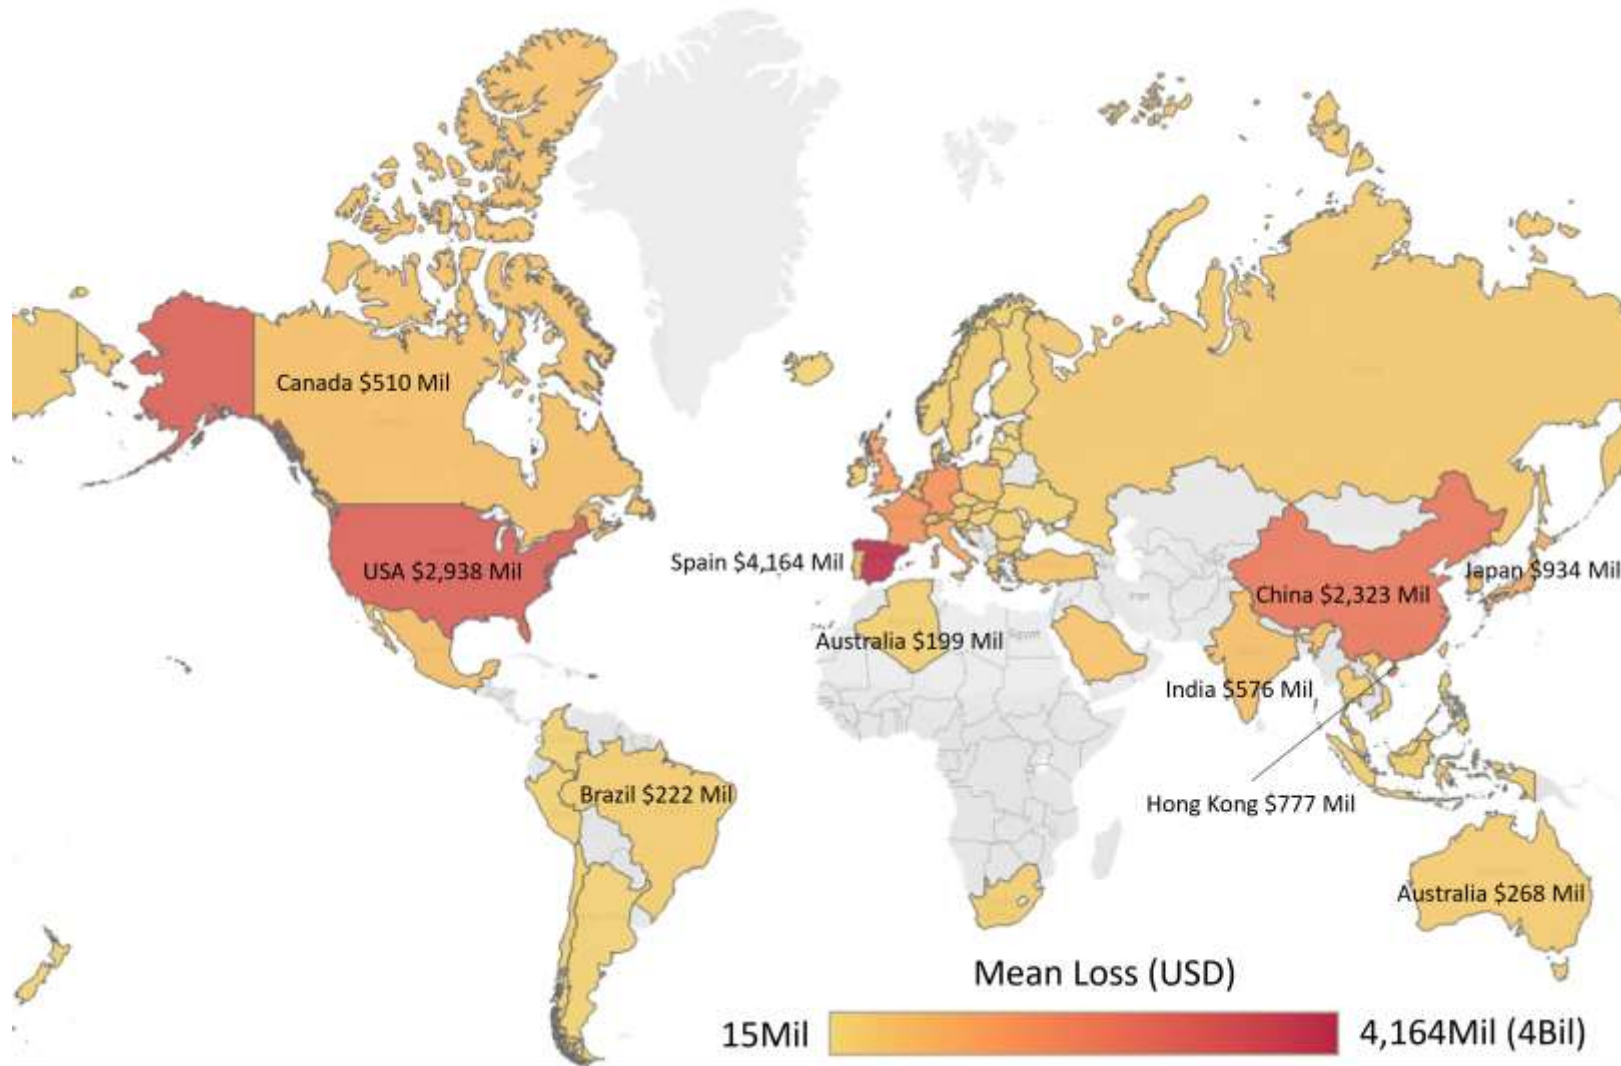 Canada $510 Mil
USA $2,938 Mil
Spain $4,164 Mil
China $2,323 Mil
Japan $934 Mil
Australia $199 Mil
India $576 Mil
Brazil $222 Mil
Hong Kong $777 Mil
Australia $268 Mil
Mean Loss (USD)
15Mil
4,164Mil (4Bil)